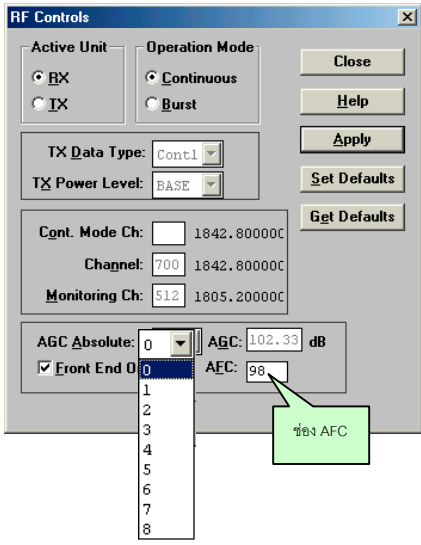 RF Controls
Active Unit
RX
TX
Operation Mode
Continuous
Burst
Close
Help
Apply
Set Defaults
Get Defaults
TX Data Type: Cont1
TX Power Level: BASE
Cont. Mode Ch: 1842.80000
Channel: 700 1842.80000
Monitoring Ch: 512 1805.20000
AGC Absolute: 0 AGC: 102.33 dB
Front End O AFC: 98
0
1
2
3
4
5
6
7
8
ช่อง AFC